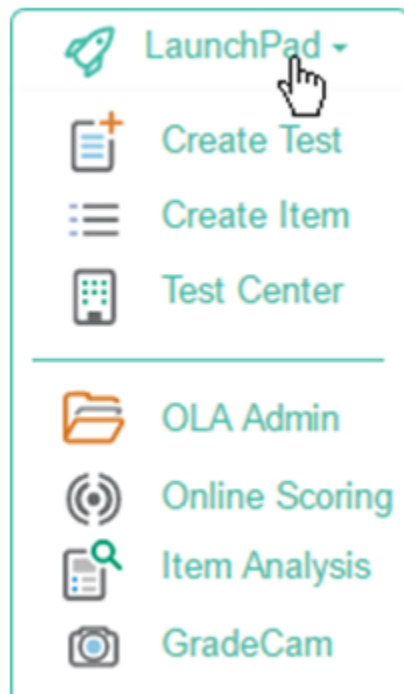 LaunchPad
Create Test
Create Item
Test Center
OLA Admin
Online Scoring
Item Analysis
GradeCam